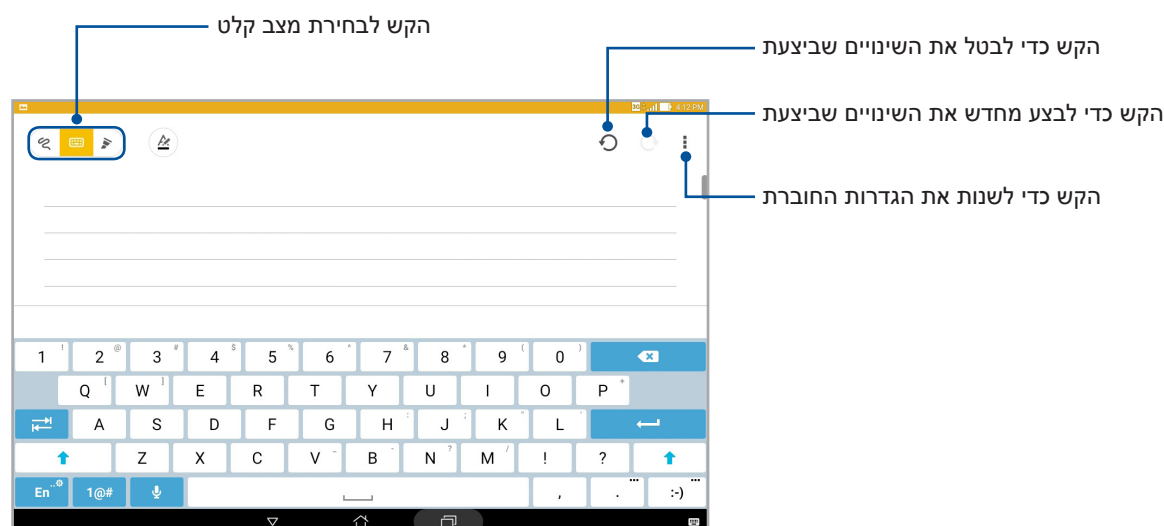 הקש לבחירת מצב קלט
הקש כדי לבטל את השינויים שביצעת
הקש כדי לבצע מחדש את השינויים שביצעת
הקש כדי לשנות את הגדרות החוברת
3G 4:12 PM
1 ! 2 @ 3 # 4 $ 5 % 6 ^ 7 & 8 * 9 ( 0 )
Q [ W ] E R T Y U I O P +
A S D F G H : J ; K " L '
Z X C V - B - N ? M / ! ?
En 1@# , . :-)